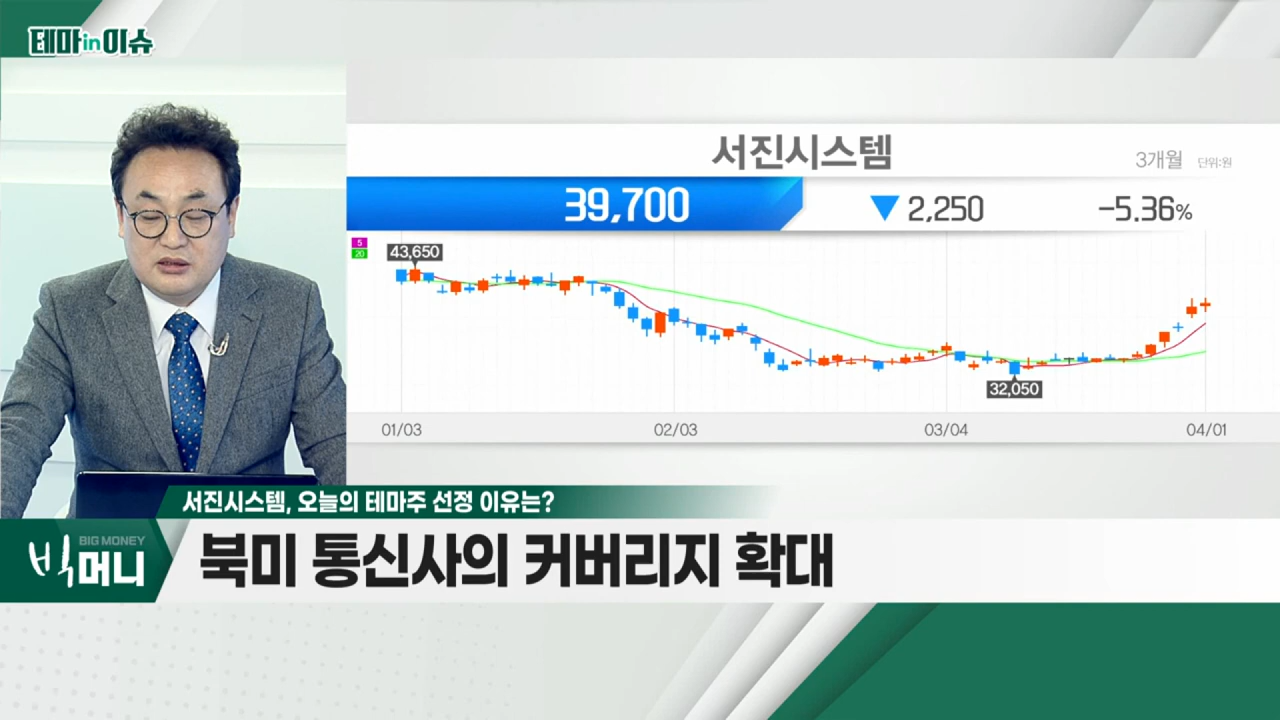 테마in이슈
서진시스템
3개월 단위:원
39,700 ▼ 2,250 -5.36%
5
20
43,650
32,050
01/03 02/03 03/04 04/01
서진시스템, 오늘의 테마주 선정 이유는?
BIG MONEY
빅머니
북미 통신사의 커버리지 확대